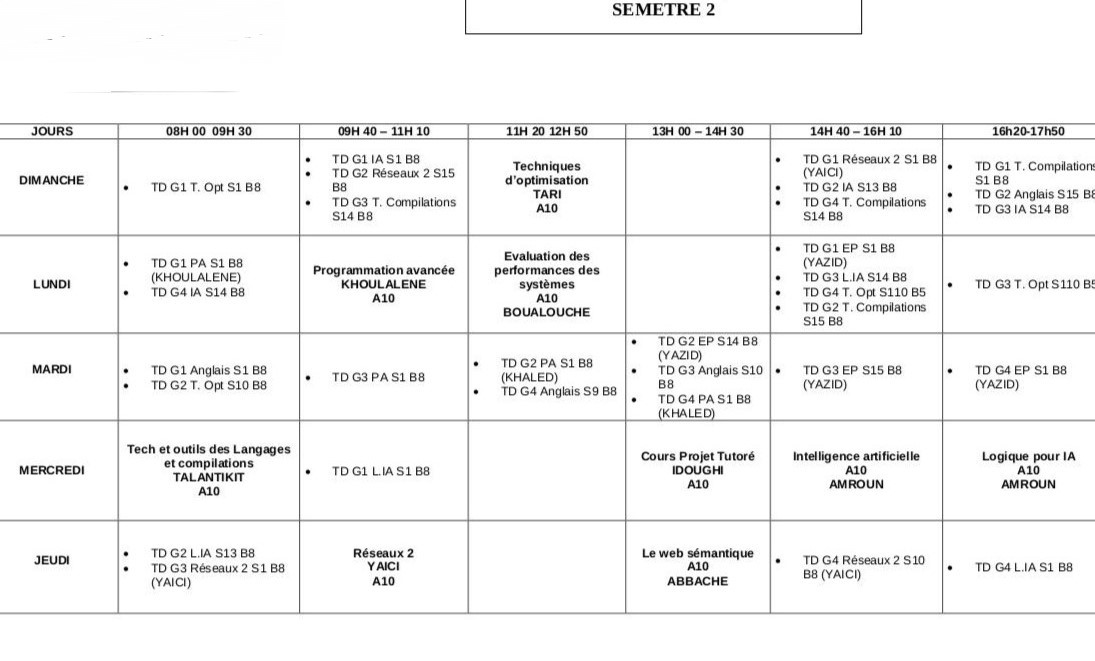 SEMETRE 2
JOURS
08H 00 09H 30
09H 40 – 11H 10
11H 20 12H 50
13H 00 – 14H 30
14H 40 – 16H 10
16h20-17h50
DIMANCHE
• TD G1 T. Opt S1 B8
• TD G1 IA S1 B8
• TD G2 Réseaux 2 S15
B8
• TD G3 T. Compilations
S14 B8
Techniques
d'optimisation
TARI
A10
• TD G1 Réseaux 2 S1 B8
(YAICI)
• TD G2 IA S13 B8
• TD G4 T. Compilations
S14 B8
• TD G1 T. Compilations
S1 B8
• TD G2 Anglais S15 B8
• TD G3 IA S14 B8
LUNDI
• TD G1 PA S1 B8
(KHOULALENE)
• TD G4 IA S14 B8
Programmation avancée
KHOULALENE
A10
Evaluation des
performances des
systèmes
A10
BOUALOUCHE
• TD G1 EP S1 B8
(YAZID)
• TD G3 L.IA S14 B8
• TD G4 T. Opt S110 B5
• TD G2 T. Compilations
S15 B8
• TD G3 T. Opt S110 B5
MARDI
• TD G1 Anglais S1 B8
• TD G2 T. Opt S10 B8
• TD G3 PA S1 B8
• TD G2 PA S1 B8
(KHALED)
• TD G4 Anglais S9 B8
• TD G2 EP S14 B8
(YAZID)
• TD G3 Anglais S10
B8
• TD G4 PA S1 B8
(KHALED)
• TD G3 EP S15 B8
(YAZID)
• TD G4 EP S1 B8
(YAZID)
MERCREDI
Tech et outils des Langages
et compilations
TALANTIKIT
A10
• TD G1 L.IA S1 B8
Cours Projet Tutoré
IDOUGHI
A10
Intelligence artificielle
A10
AMROUN
Logique pour IA
A10
AMROUN
JEUDI
• TD G2 L.IA S13 B8
• TD G3 Réseaux 2 S1 B8
(YAICI)
Réseaux 2
YAICI
A10
Le web sémantique
A10
ABBACHE
• TD G4 Réseaux 2 S10
B8 (YAICI)
• TD G4 L.IA S1 B8